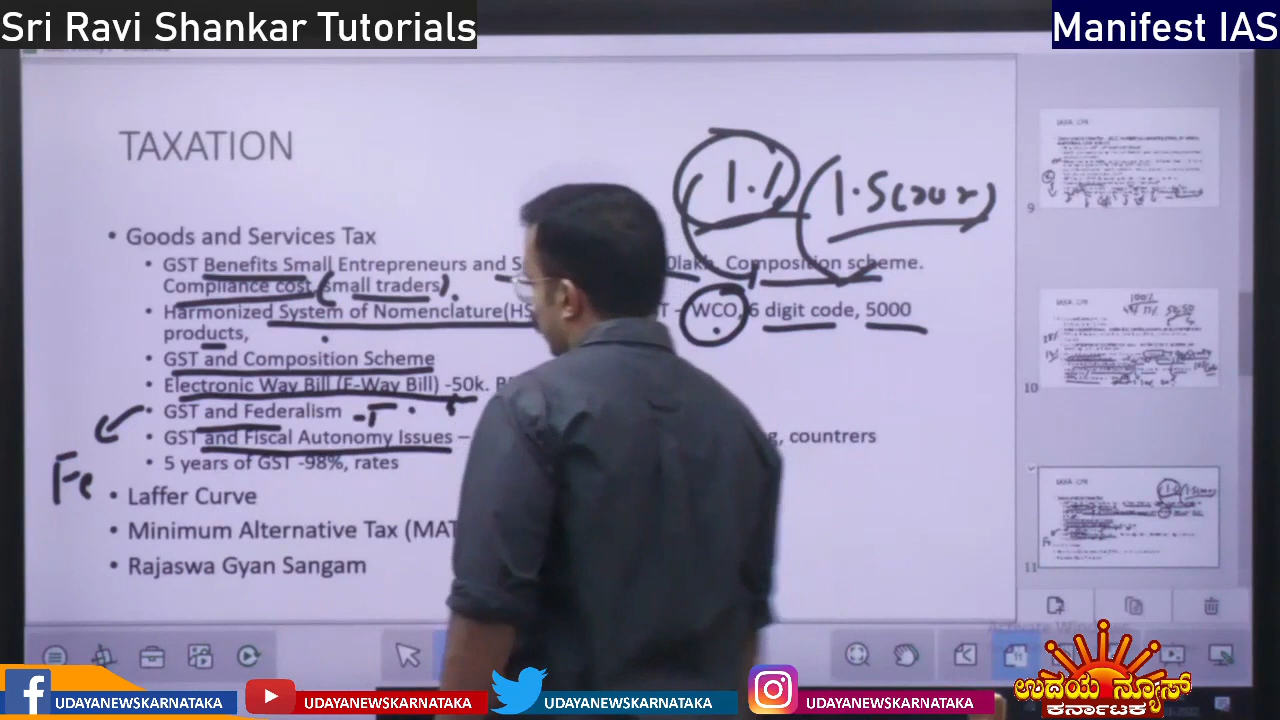 Sri Ravi Shankar Tutorials
Manifest IAS
TAXATION
1.1
1.5(
• Goods and Services Tax
• GST Benefits Small Entrepreneurs and Composition scheme.
Compliance cost (small traders).
• Harmonized System of Nomenclature(HS – WCO, 6 digit code, 5000
products,
• GST and Composition Scheme
• Electronic Way Bill (E-Way Bill) -50k.
• GST and Federalism
• GST and Fiscal Autonomy Issues – countrers
• 5 years of GST -98%, rates
Fe
• Laffer Curve
• Minimum Alternative Tax (MAT
• Rajaswa Gyan Sangam
9
10
11
UDAYANEWSKARNATAKA
UDAYANEWSKARNATAKA
UDAYANEWSKARNATAKA
UDAYANEWSKARNATAKA
ಉದಯ ನ್ಯೂಸ್
ಕರ್ನಾಟಕ